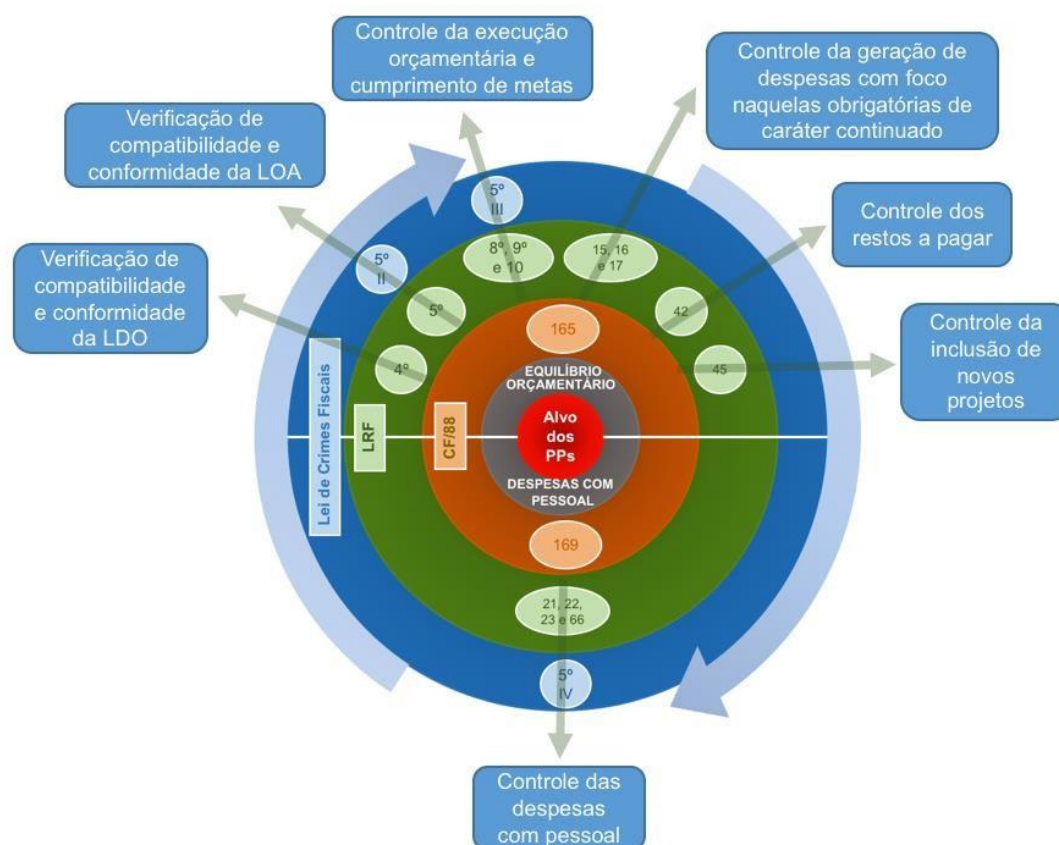 Controle da execução
orçamentária e
cumprimento de metas
Controle da geração de
despesas com foco
naquelas obrigatórias de
caráter continuado
Verificação de
compatibilidade e
conformidade da LOA
Controle dos
restos a pagar
Verificação de
compatibilidade
e conformidade
da LDO
Controle da
inclusão de
novos
projetos
5º
III
5º
II
8º, 9º
e 10
15, 16
e 17
5º
42
4º
45
165
EQUILÍBRIO
ORÇAMENTÁRIO
Alvo
dos
PPs
DESPESAS COM
PESSOAL
Lei de Crimes Fiscais
LRF
CF/88
169
21, 22,
23 e 66
5º
IV
Controle das
despesas
com pessoal